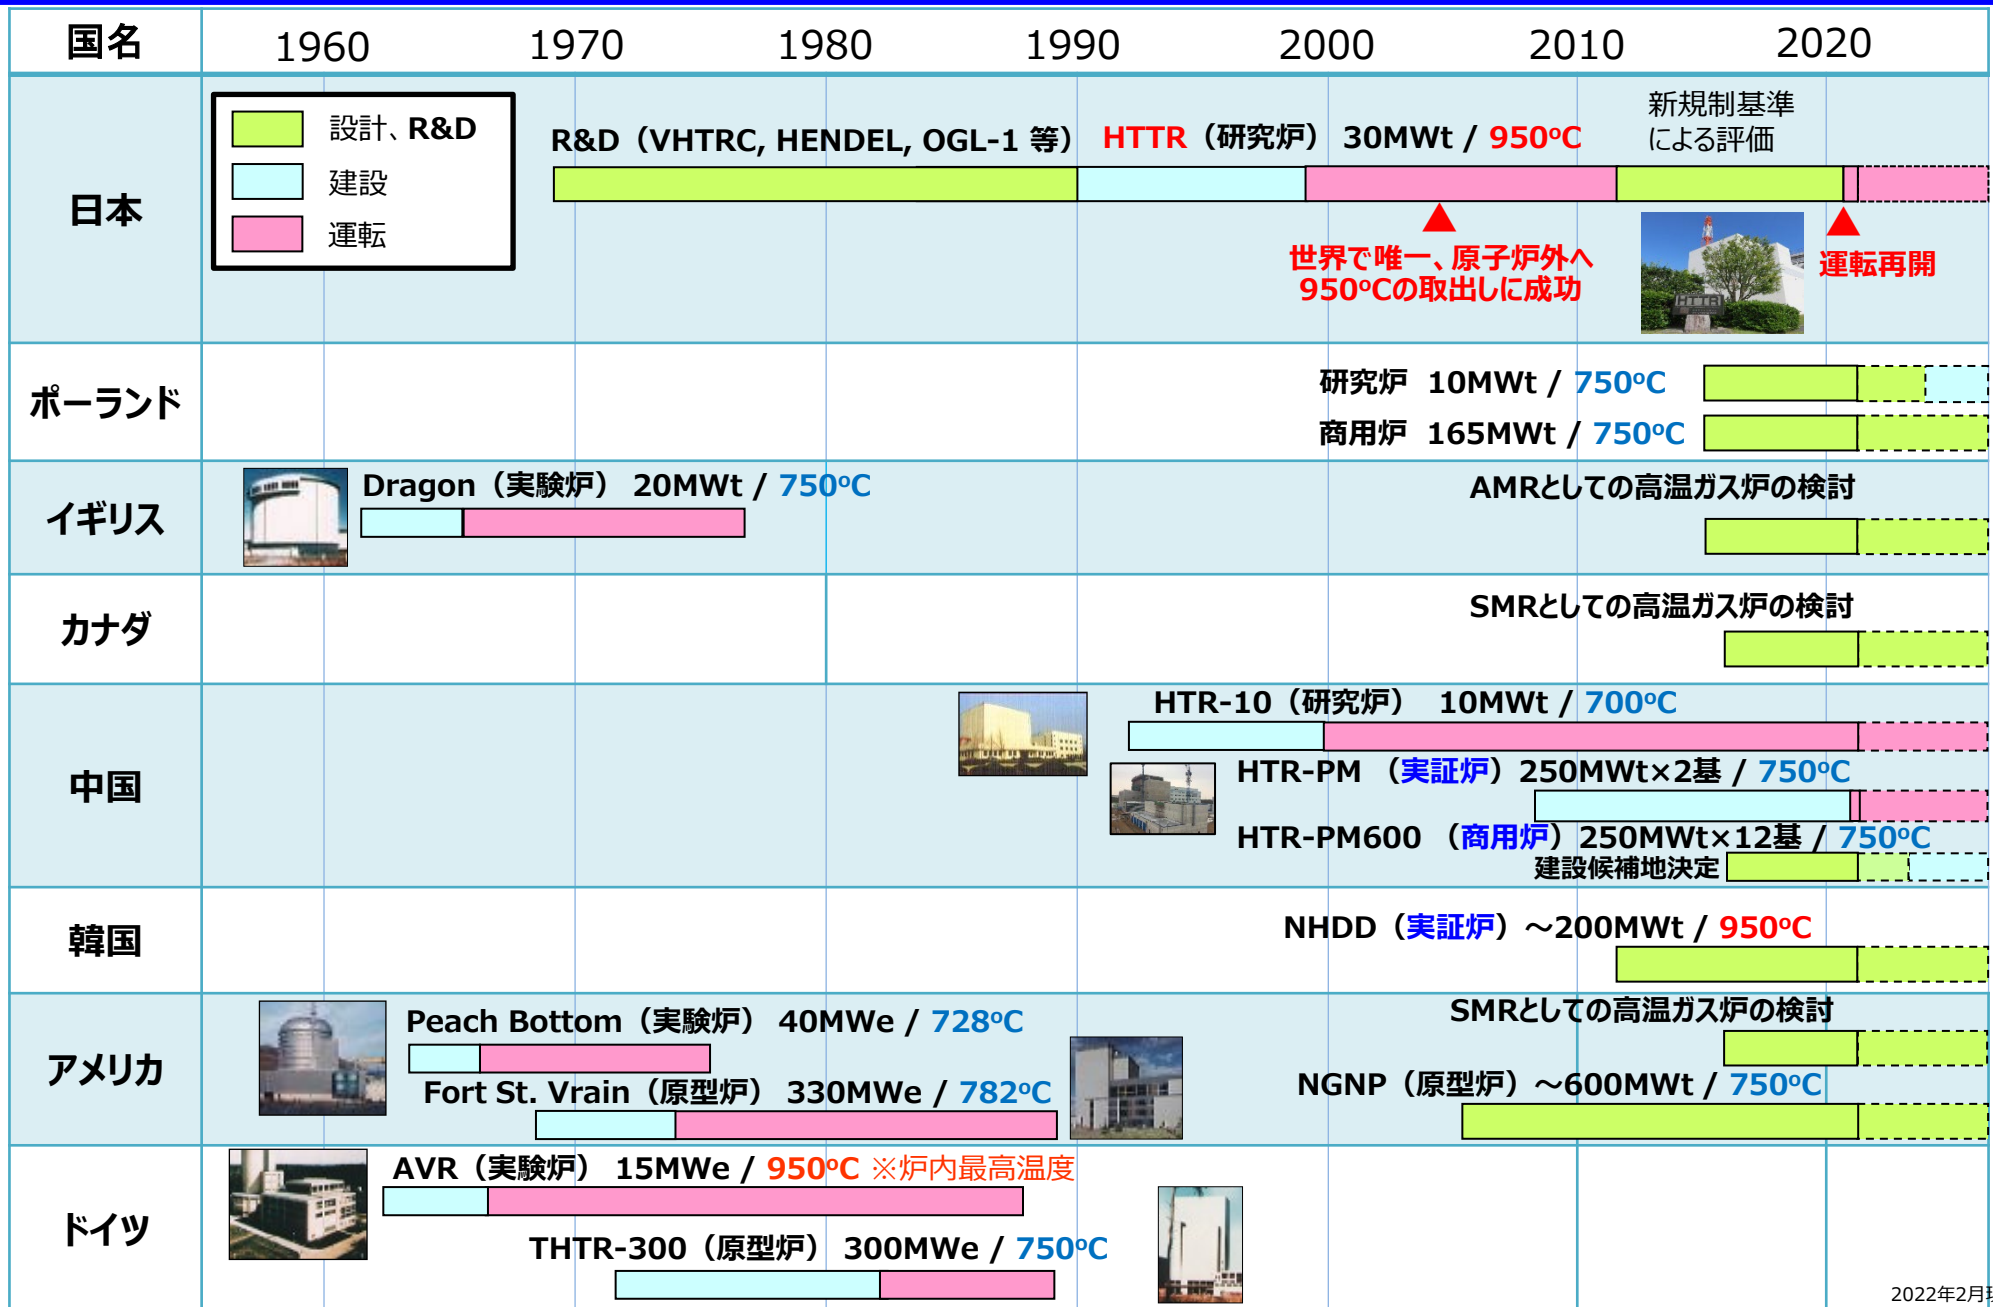 国名
1960 1970 1980 1990 2000 2010 2020
日本
設計、R&D
建設
運転
R&D（VHTRC, HENDEL, OGL-1 等）
HTTR（研究炉） 30MWt / 950℃
新規制基準
による評価
世界で唯一、原子炉外へ
950℃の取出しに成功
HTTR
運転再開
ポーランド
研究炉 10MWt / 750℃
商用炉 165MWt / 750℃
イギリス
Dragon（実験炉） 20MWt / 750℃
AMRとしての高温ガス炉の検討
カナダ
SMRとしての高温ガス炉の検討
中国
HTR-10（研究炉） 10MWt / 700℃
HTR-PM （実証炉）250MWt×2基 / 750℃
HTR-PM600 （商用炉）250MWt×12基 / 750℃
建設候補地決定
韓国
NHDD（実証炉）～200MWt / 950℃
アメリカ
Peach Bottom（実験炉） 40MWe / 728℃
SMRとしての高温ガス炉の検討
Fort St. Vrain（原型炉） 330MWe / 782℃
NGNP（原型炉）～600MWt / 750℃
ドイツ
AVR（実験炉） 15MWe / 950℃ ※炉内最高温度
THTR-300（原型炉） 300MWe / 750℃
2022年2月